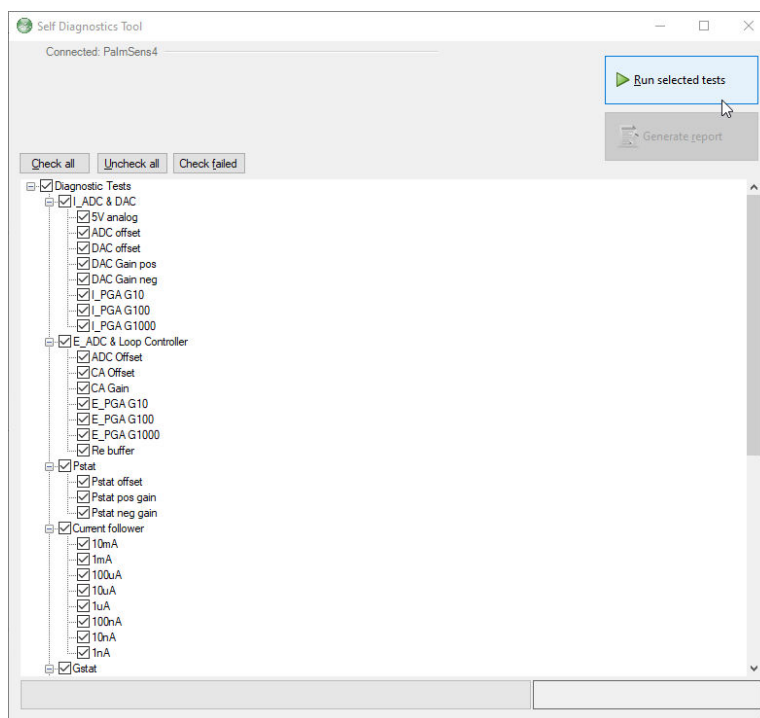 Self Diagnostics Tool
Connected: PalmSens4
Run selected tests
Generate report
Check all Uncheck all Check failed
Diagnostic Tests
I_ADC & DAC
5V analog
ADC offset
DAC offset
DAC Gain pos
DAC Gain neg
I_PGA G10
I_PGA G100
I_PGA G1000
E_ADC & Loop Controller
ADC Offset
CA Offset
CA Gain
E_PGA G10
E_PGA G100
E_PGA G1000
Re buffer
Pstat
Pstat offset
Pstat pos gain
Pstat neg gain
Current follower
10mA
1mA
100uA
10uA
1uA
100nA
10nA
1nA
Gstat